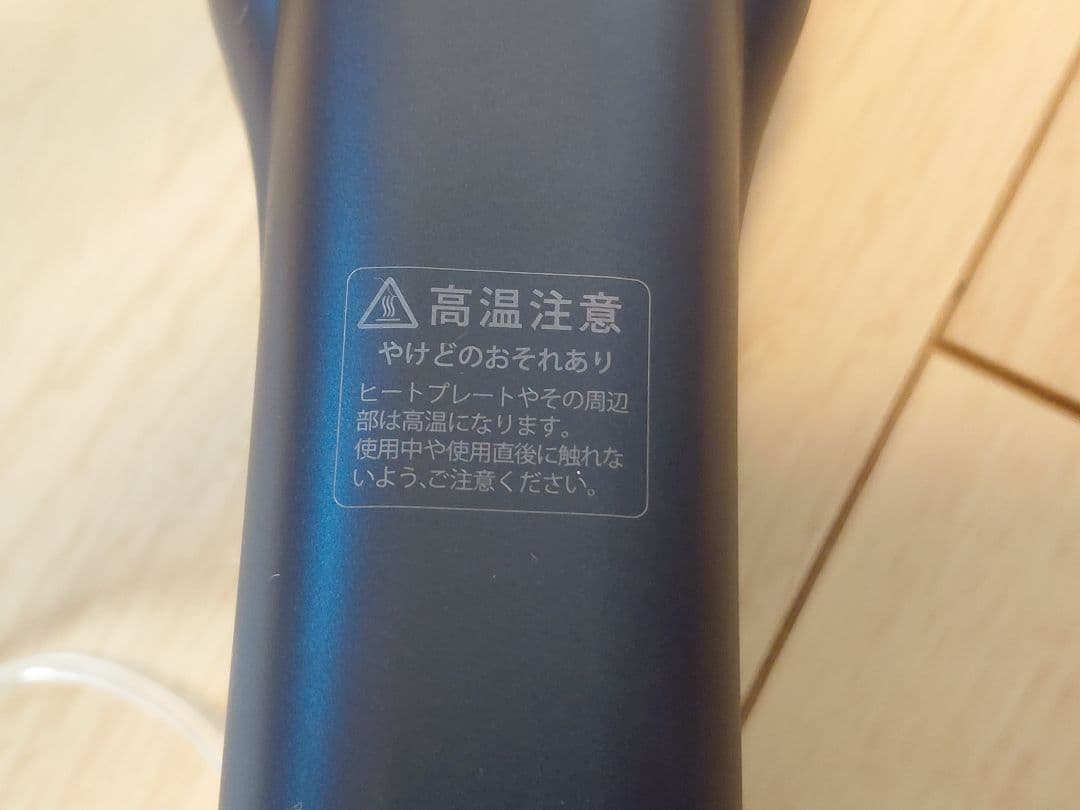 高温注意
やけどのおそれあり
ヒートプレートやその周辺
部は高温になります。
使用中や使用直後に触れな
いよう、ご注意ください。